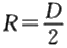 R = D/2